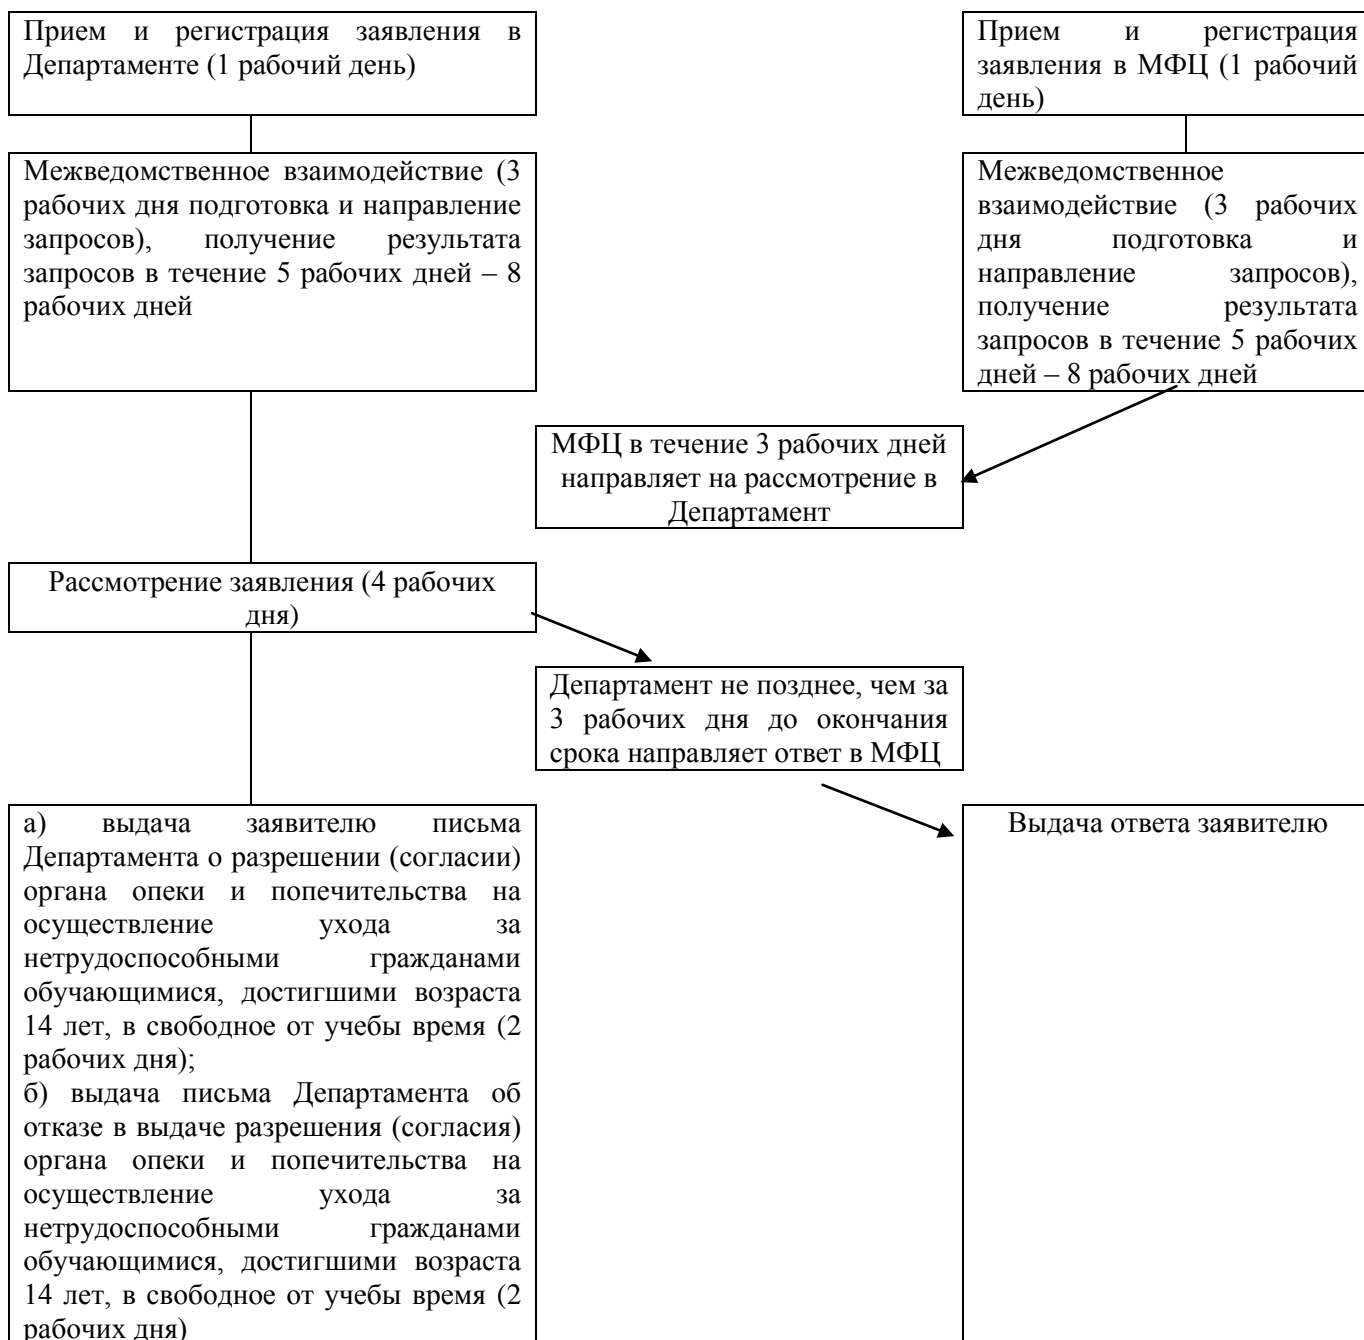 Прием и регистрация заявления в
Департаменте (1 рабочий день)
Прием и регистрация
заявления в МФЦ (1 рабочий
день)
Межведомственное взаимодействие (3
рабочих дня подготовка и направление
запросов), получение результата
запросов в течение 5 рабочих дней – 8
рабочих дней
Межведомственное
взаимодействие (3 рабочих
дня подготовка и
направление запросов),
получение результата
запросов в течение 5 рабочих
дней – 8 рабочих дней
МФЦ в течение 3 рабочих дней
направляет на рассмотрение в
Департамент
Рассмотрение заявления (4 рабочих
дня)
Департамент не позднее, чем за
3 рабочих дня до окончания
срока направляет ответ в МФЦ
а) выдача заявителю письма
Департамента о разрешении (согласии)
органа опеки и попечительства на
осуществление ухода за
нетрудоспособными гражданами
обучающимися, достигшими возраста
14 лет, в свободное от учебы время (2
рабочих дня);
б) выдача письма Департамента об
отказе в выдаче разрешения (согласия)
органа опеки и попечительства на
осуществление ухода за
нетрудоспособными гражданами
обучающимися, достигшими возраста
14 лет, в свободное от учебы время (2
рабочих дня)
Выдача ответа заявителю